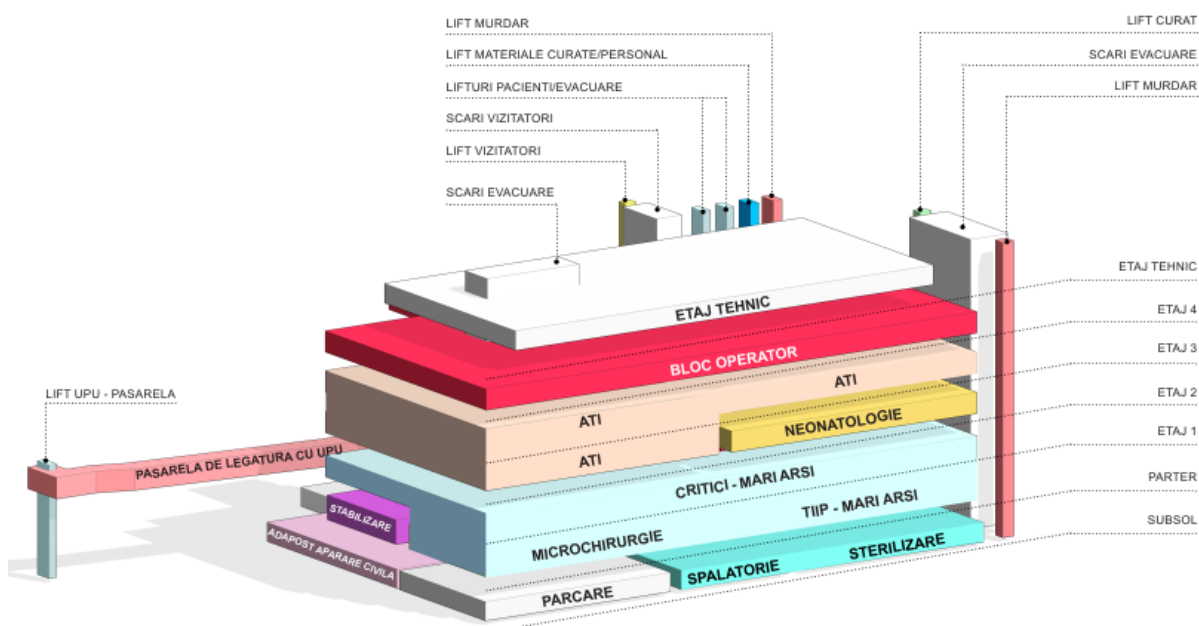 LIFT MURDAR
LIFT MATERIALE CURATE/PERSONAL
LIFTURI PACIENTI/EVACUARE
SCARI VIZITATORI
LIFT VIZITATORI
SCARI EVACUARE
LIFT CURAT
SCARI EVACUARE
LIFT MURDAR
ETAJ TEHNIC
ETAJ 4
ETAJ 3
ETAJ 2
ETAJ 1
PARTER
SUBSOL
LIFT UPU - PASARELA
PASARELA DE LEGATURA CU UPU
ETAJ TEHNIC
BLOC OPERATOR
ATI
ATI
NEONATOLOGIE
ATI
CRITICI - MARI ARSI
TIIP - MARI ARSI
MICROCHIRURGIE
STABILIZARE
ADAPOST APARARE CIVILA
STERILIZARE
SPALATORIE
PARCARE